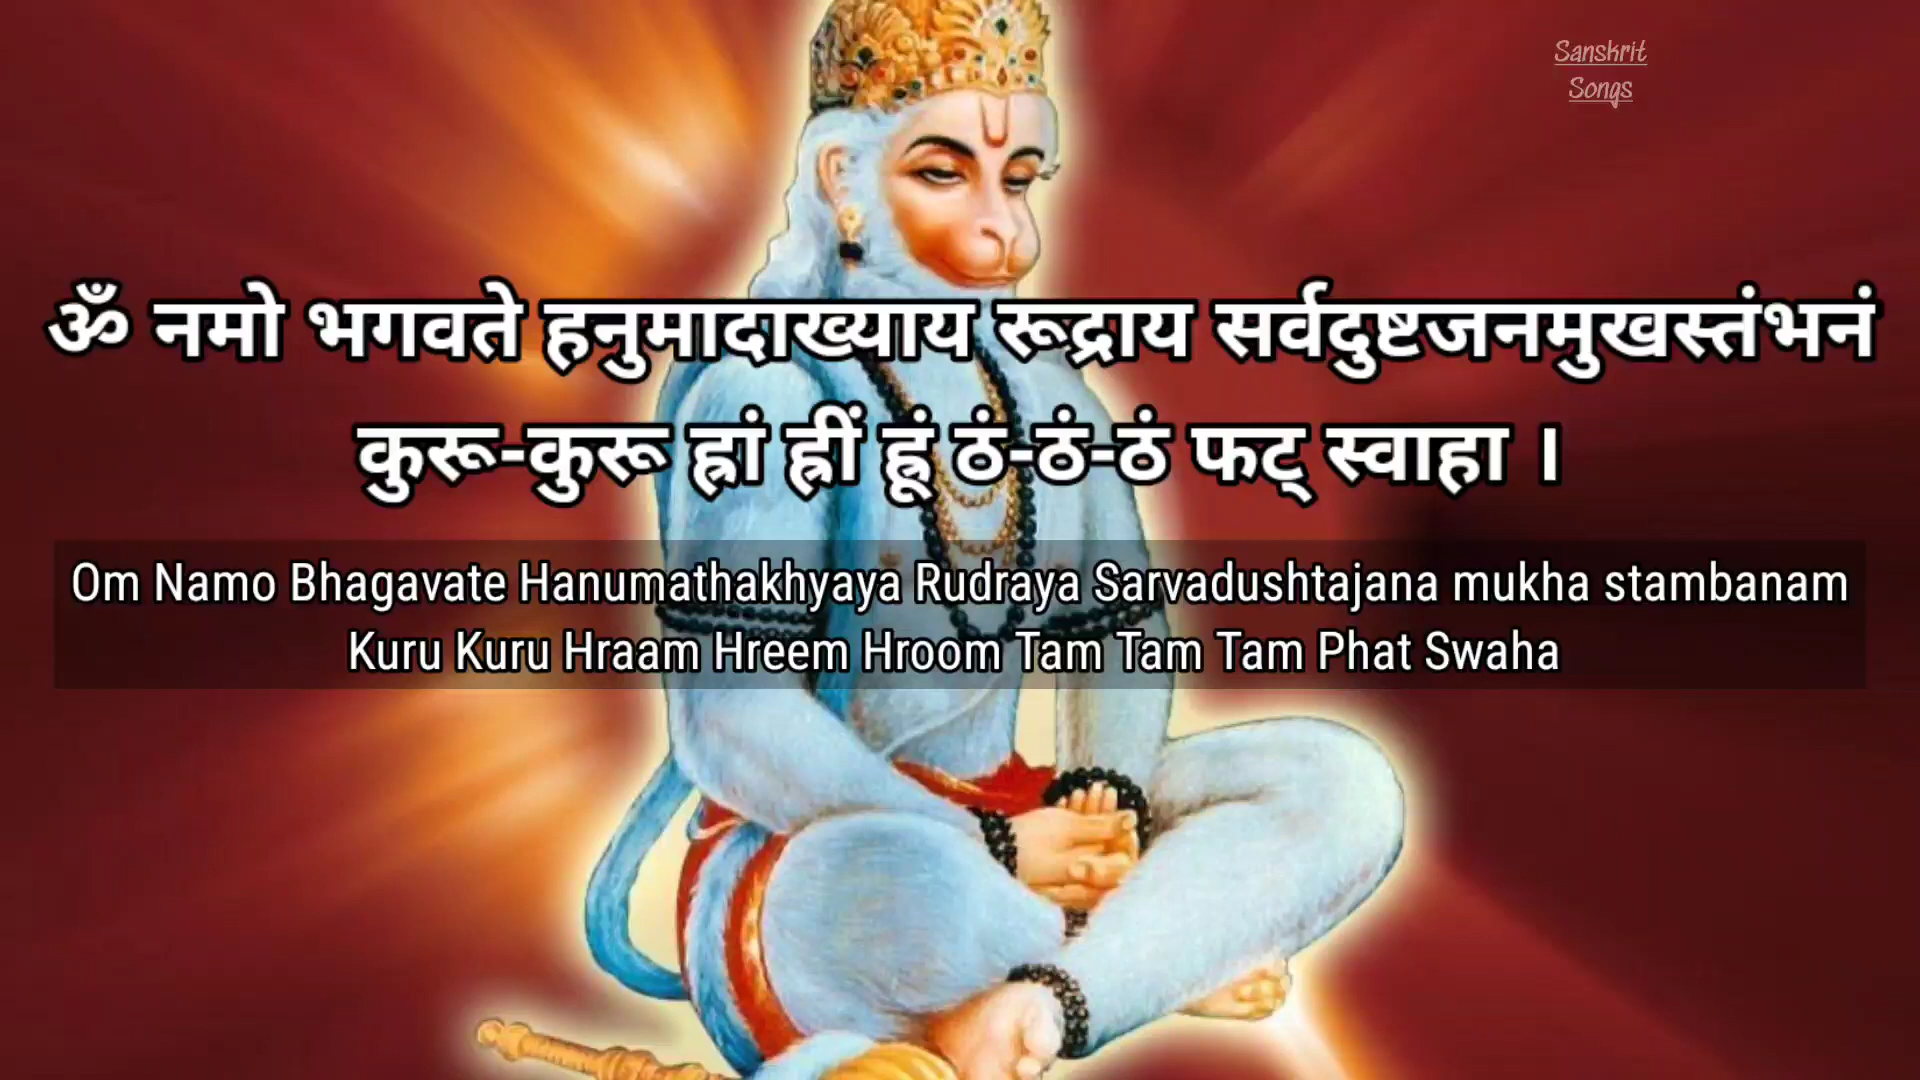 Sanskrit
Songs
ॐ नमो भगवते हनुमादाख्याय रूद्राय सर्वदुष्टजनमुखस्तंभनं
कुरू-कुरू ह्रां ह्रीं ह्रूं ठं-ठं-ठं फट् स्वाहा ।
Om Namo Bhagavate Hanumathakhyaya Rudraya Sarvadushtajana mukha stambanam
Kuru Kuru Hraam Hreem Hroom Tam Tam Tam Phat Swaha